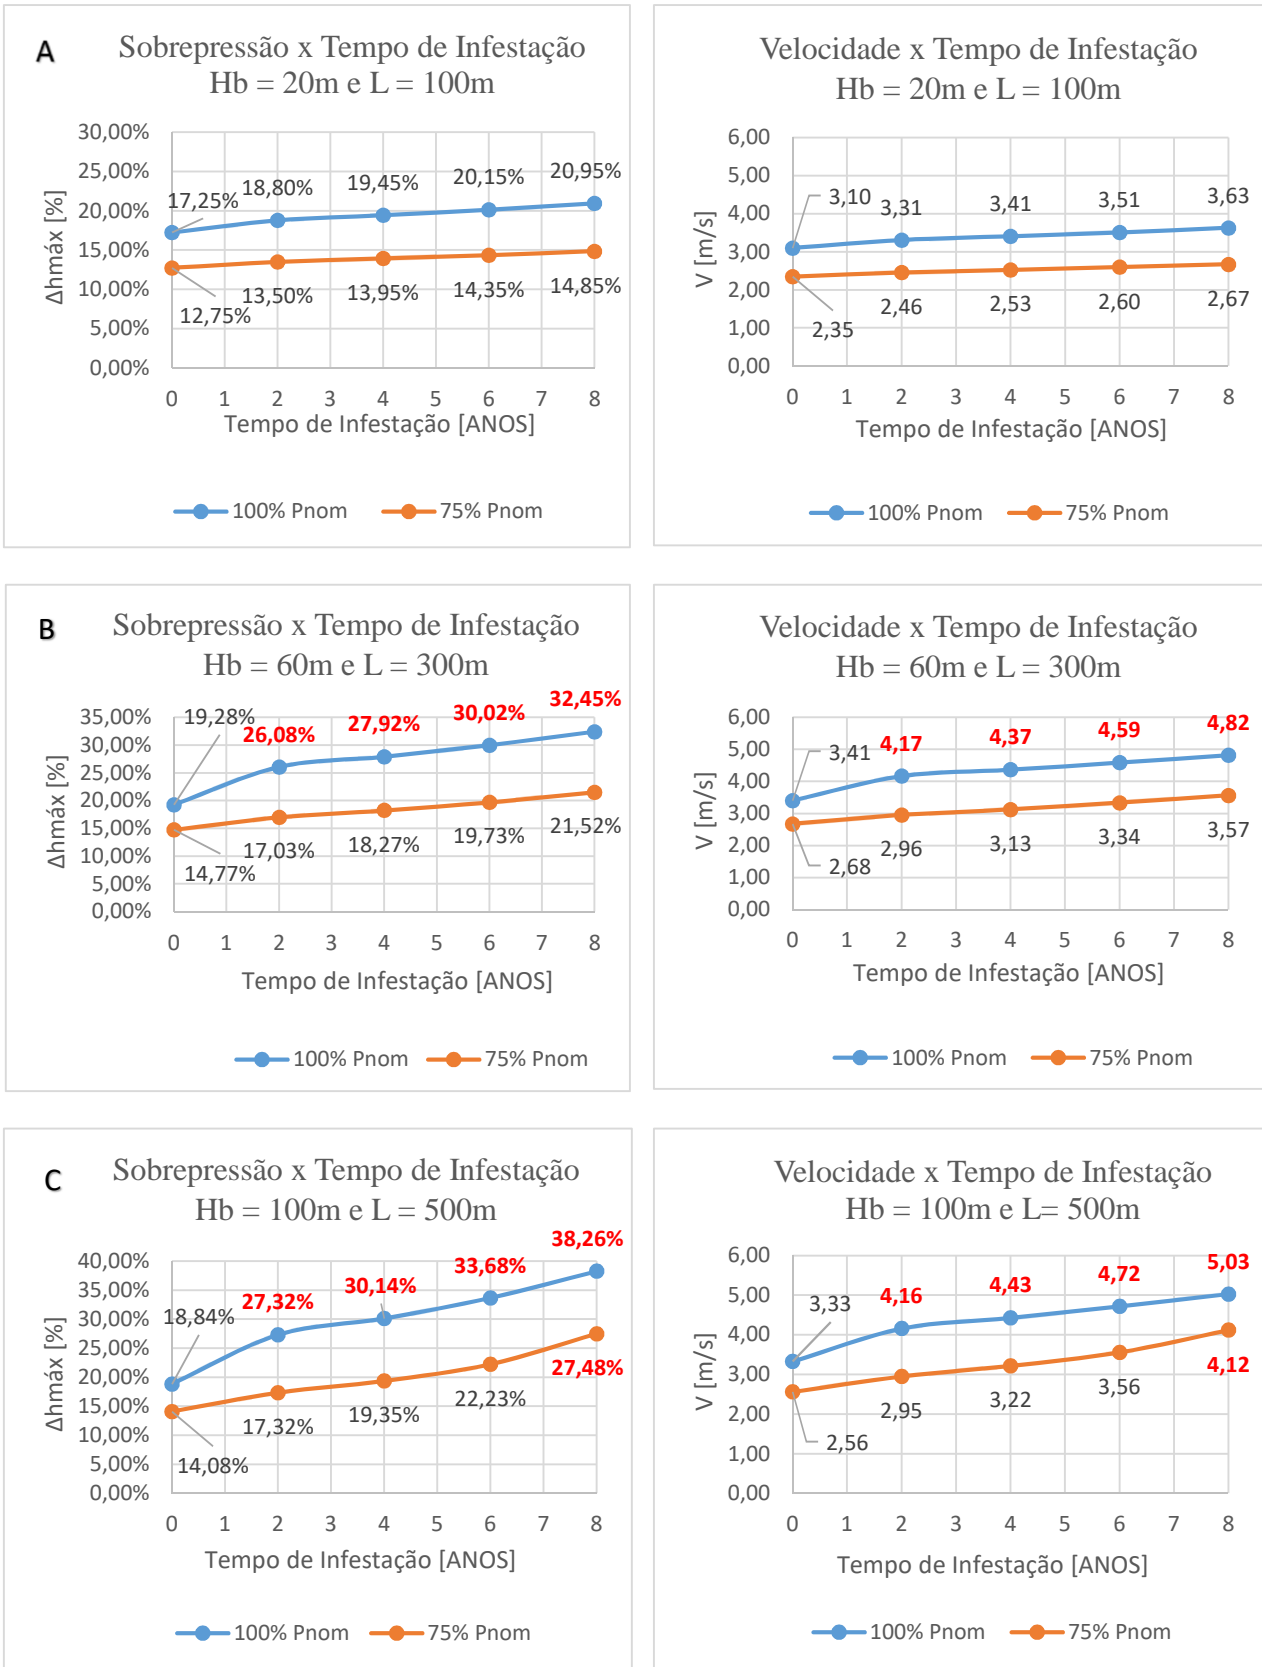 A
Sobrepressão x Tempo de Infestação
Hb = 20m e L = 100m
Δhmáx [%]
30,00%
25,00%
20,00%
15,00%
10,00%
5,00%
0,00%
17,25%
18,80%
19,45%
20,15%
20,95%
12,75%
13,50%
13,95%
14,35%
14,85%
0 1 2 3 4 5 6 7 8
Tempo de Infestação [ANOS]
100% Pnom 75% Pnom
Velocidade x Tempo de Infestação
Hb = 20m e L = 100m
V [m/s]
6,00
5,00
4,00
3,00
2,00
1,00
0,00
3,10
3,31
3,41
3,51
3,63
2,35
2,46
2,53
2,60
2,67
0 1 2 3 4 5 6 7 8
Tempo de Infestação [ANOS]
100% Pnom 75% Pnom
B
Sobrepressão x Tempo de Infestação
Hb = 60m e L = 300m
Δhmáx [%]
35,00%
30,00%
25,00%
20,00%
15,00%
10,00%
5,00%
0,00%
19,28%
26,08%
27,92%
30,02%
32,45%
14,77%
17,03%
18,27%
19,73%
21,52%
0 1 2 3 4 5 6 7 8
Tempo de Infestação [ANOS]
100% Pnom 75% Pnom
Velocidade x Tempo de Infestação
Hb = 60m e L = 300m
V [m/s]
6,00
5,00
4,00
3,00
2,00
1,00
0,00
3,41
4,17
4,37
4,59
4,82
2,68
2,96
3,13
3,34
3,57
0 1 2 3 4 5 6 7 8
Tempo de Infestação [ANOS]
100% Pnom 75% Pnom
C
Sobrepressão x Tempo de Infestação
Hb = 100m e L = 500m
Δhmáx [%]
40,00%
35,00%
30,00%
25,00%
20,00%
15,00%
10,00%
5,00%
0,00%
18,84%
27,32%
30,14%
33,68%
38,26%
14,08%
17,32%
19,35%
22,23%
27,48%
0 1 2 3 4 5 6 7 8
Tempo de Infestação [ANOS]
100% Pnom 75% Pnom
Velocidade x Tempo de Infestação
Hb = 100m e L= 500m
V [m/s]
6,00
5,00
4,00
3,00
2,00
1,00
0,00
3,33
4,16
4,43
4,72
5,03
2,56
2,95
3,22
3,56
4,12
0 1 2 3 4 5 6 7 8
Tempo de Infestação [ANOS]
100% Pnom 75% Pnom